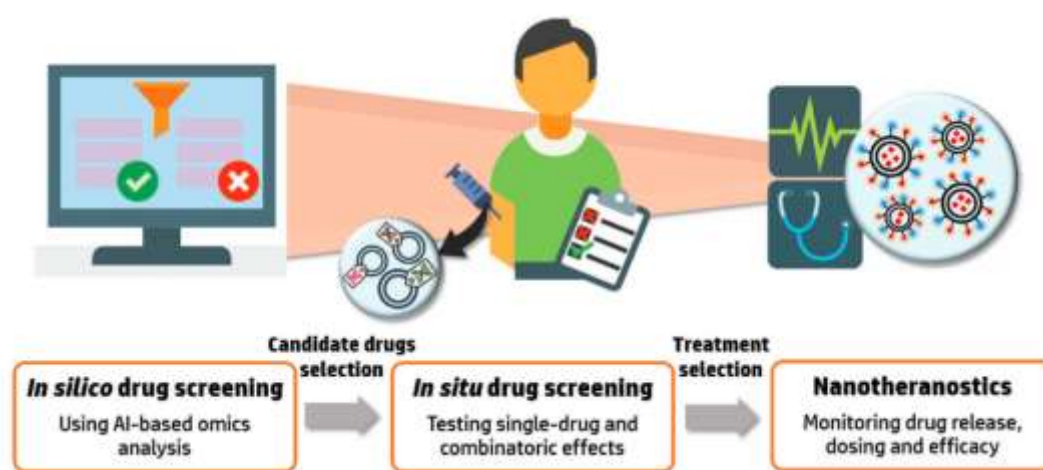 Candidate drugs
selection
Treatment
selection
In silico drug screening
Using AI-based omics
analysis
In situ drug screening
Testing single-drug and
combinatoric effects
Nanotheranostics
Monitoring drug release,
dosing and efficacy